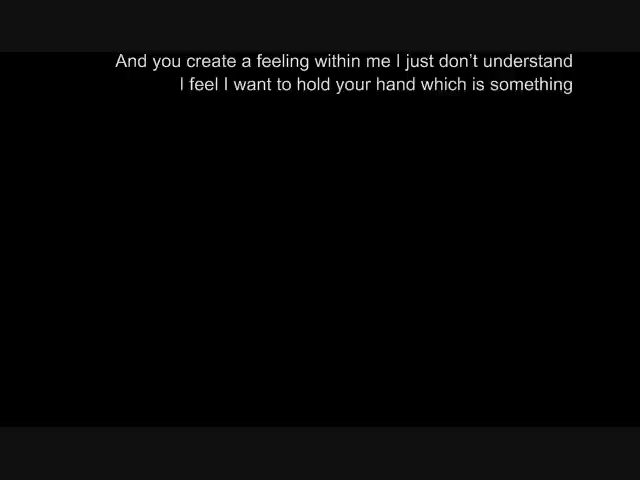 And you create a feeling within me I just don’t understand
I feel I want to hold your hand which is something